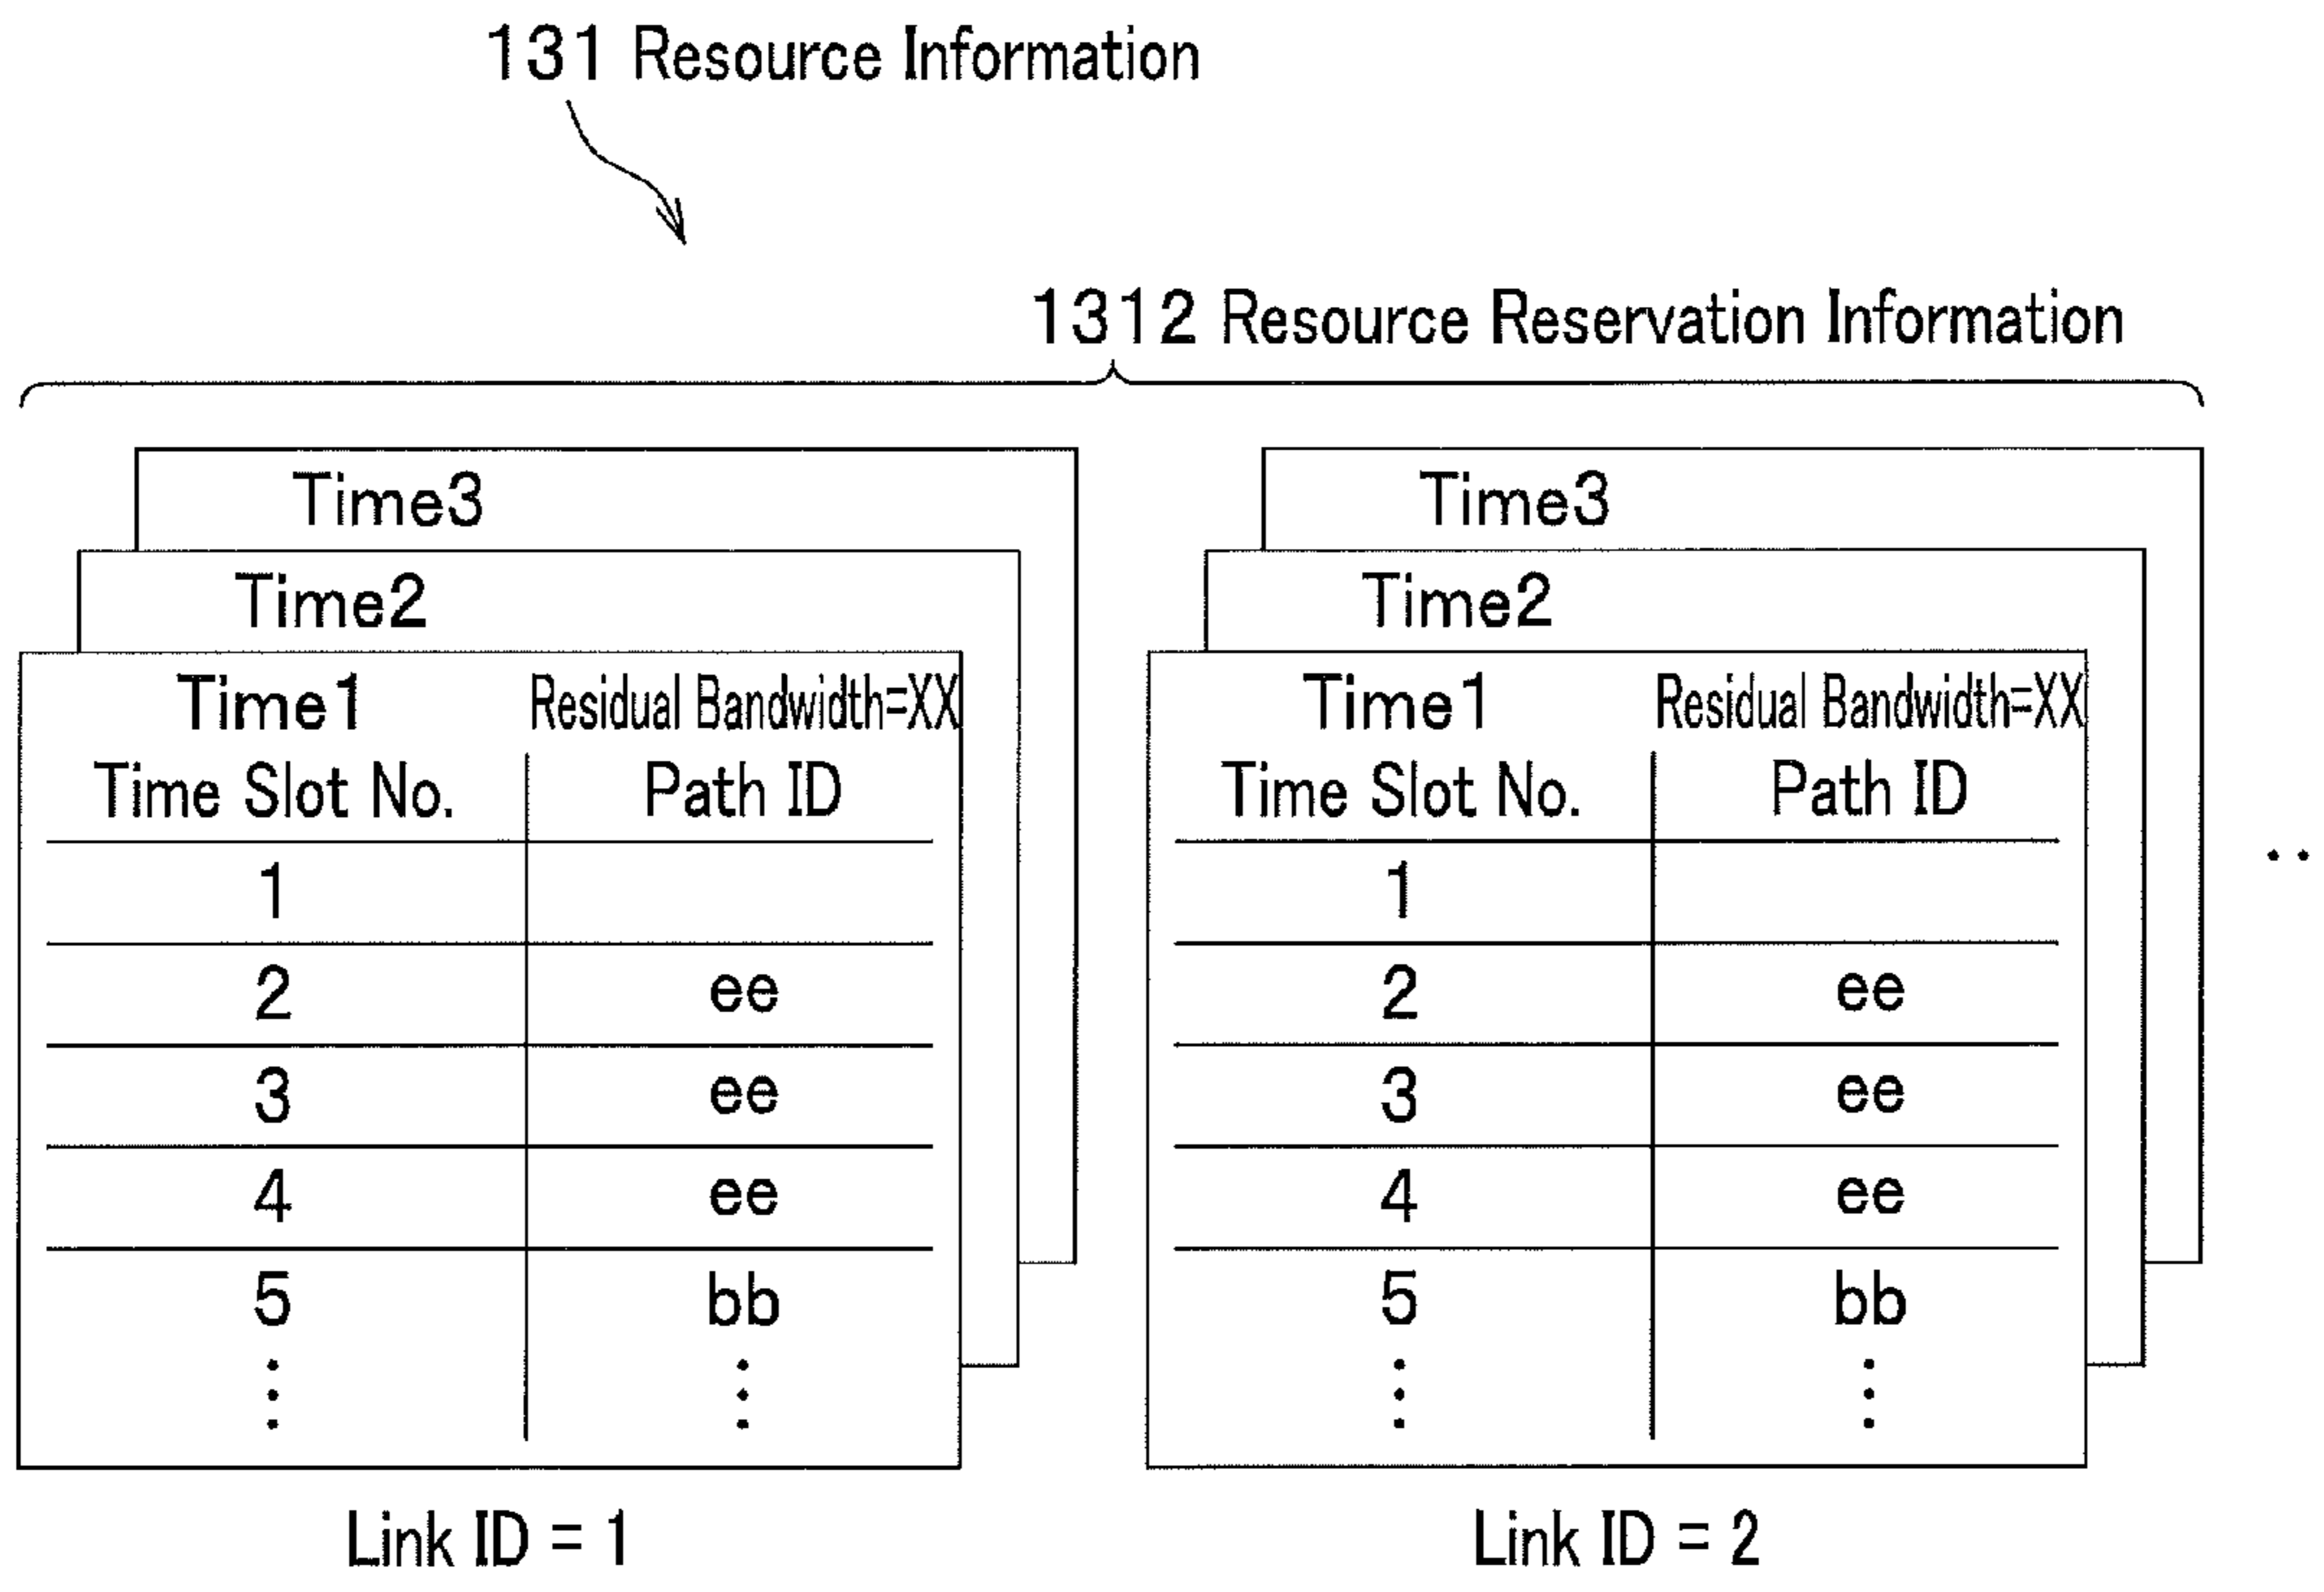 131 Resource Information
1312 Resource Reservation Information
Time3
Time2
Time1 Residual Bandwidth=XX
Time Slot No. Path ID
1
2 ee
3 ee
4 ee
5 bb
⋮ ⋮
Link ID = 1
Time3
Time2
Time1 Residual Bandwidth=XX
Time Slot No. Path ID
1
2 ee
3 ee
4 ee
5 bb
⋮ ⋮
Link ID = 2
..